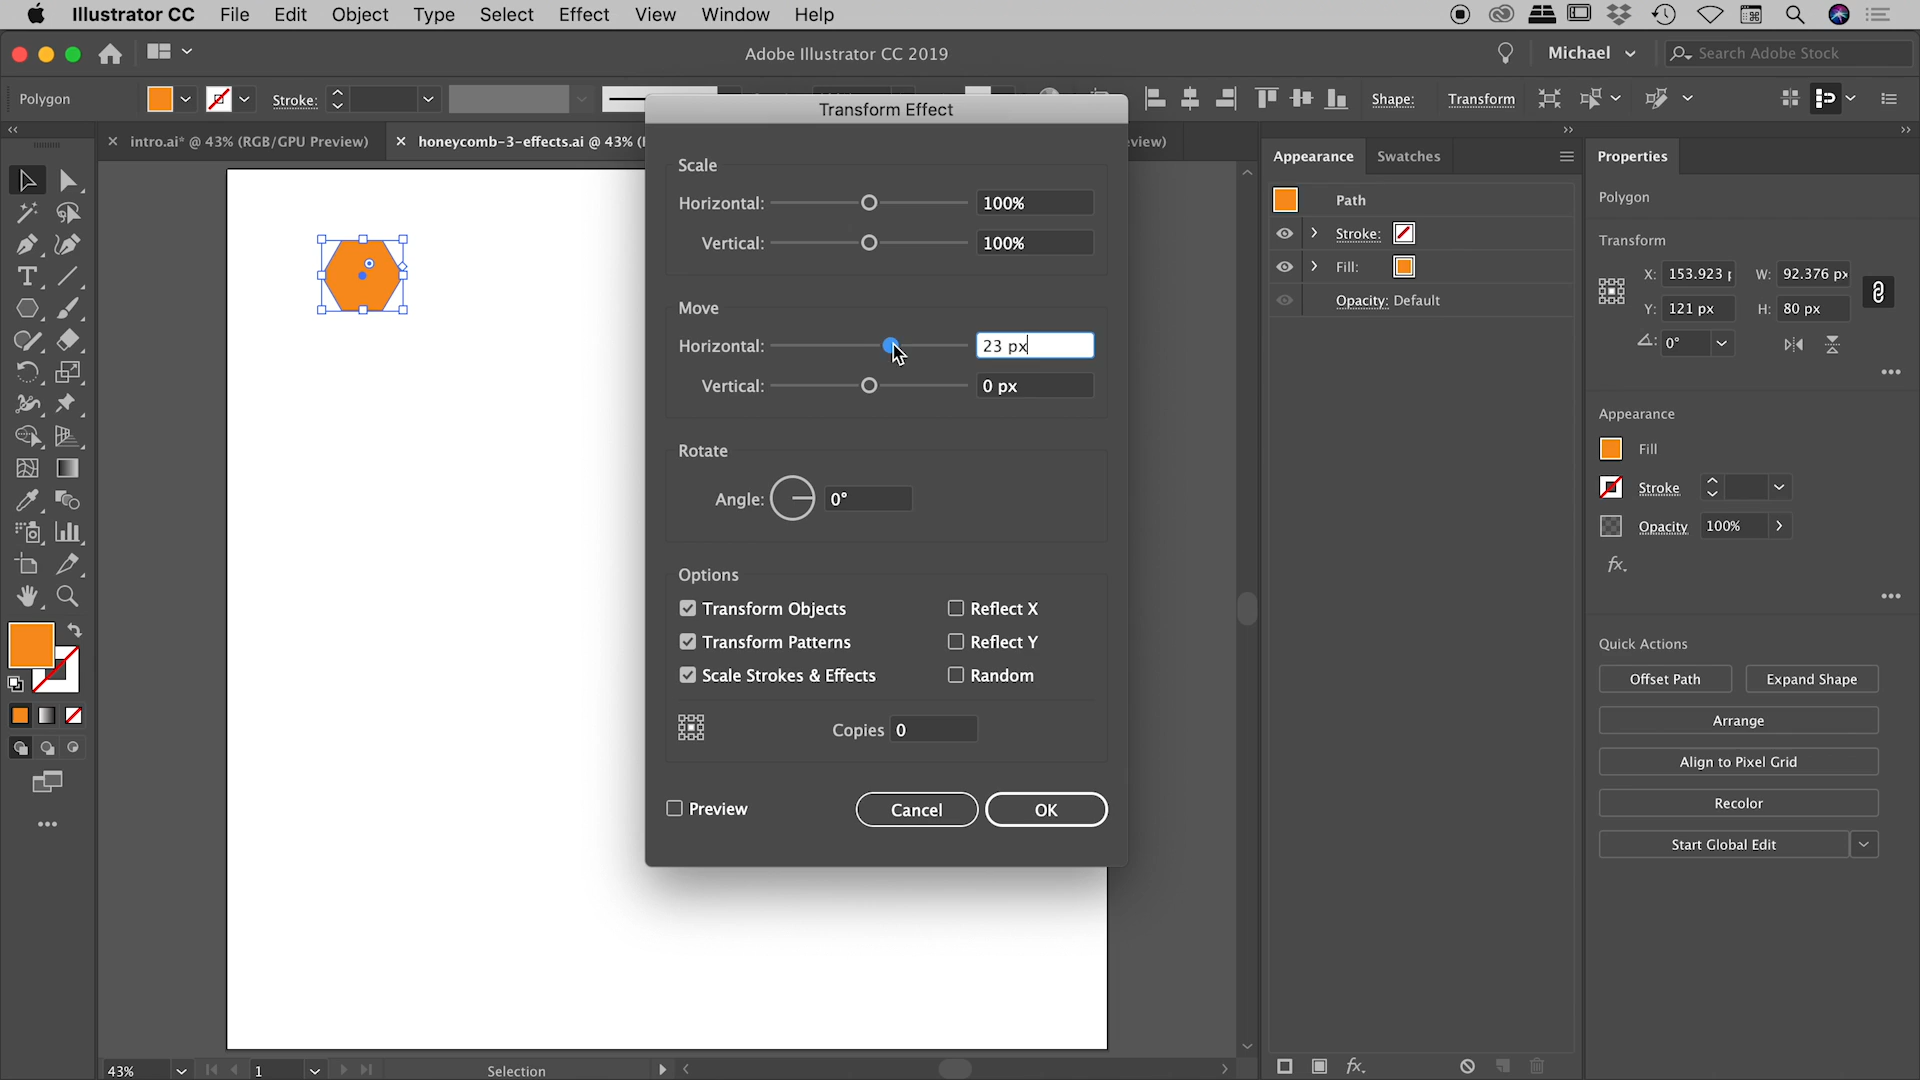 Illustrator CC File Edit Object Type Select Effect View Window Help
Adobe Illustrator CC 2019
Michael
Search Adobe Stock
Polygon
Stroke:
Shape:
Transform
intro.ai* @ 43% (RGB/GPU Preview)
honeycomb-3-effects.ai @ 43% (
view)
Transform Effect
Scale
Horizontal: 100%
Vertical: 100%
Move
Horizontal: 23 px
Vertical: 0 px
Rotate
Angle: 0°
Options
Transform Objects
Reflect X
Transform Patterns
Reflect Y
Scale Strokes & Effects
Random
Copies 0
Preview
Cancel
OK
Appearance
Swatches
Path
Stroke:
Fill:
Opacity: Default
fx.
Properties
Polygon
Transform
X: 153.923 p W: 92.376 px
Y: 121 px H: 80 px
0°
Appearance
Fill
Stroke
Opacity 100%
fx.
Quick Actions
Offset Path
Expand Shape
Arrange
Align to Pixel Grid
Recolor
Start Global Edit
43%
1
Selection